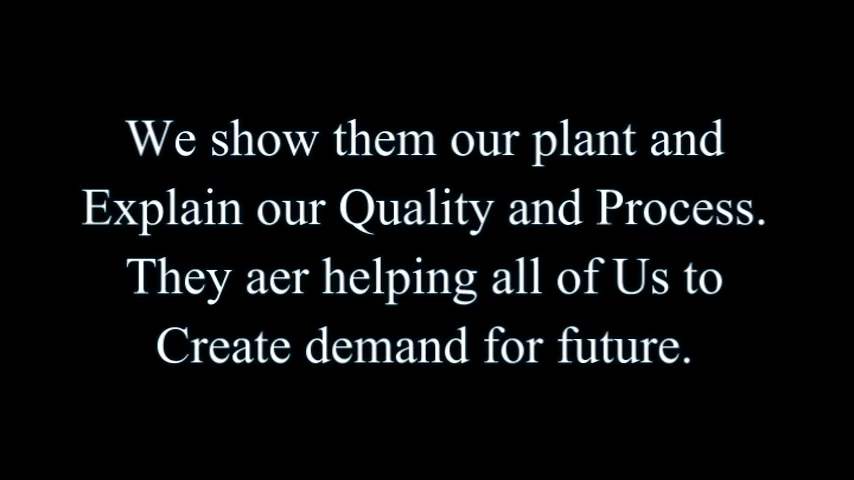 We show them our plant and
Explain our Quality and Process.
They aer helping all of Us to
Create demand for future.